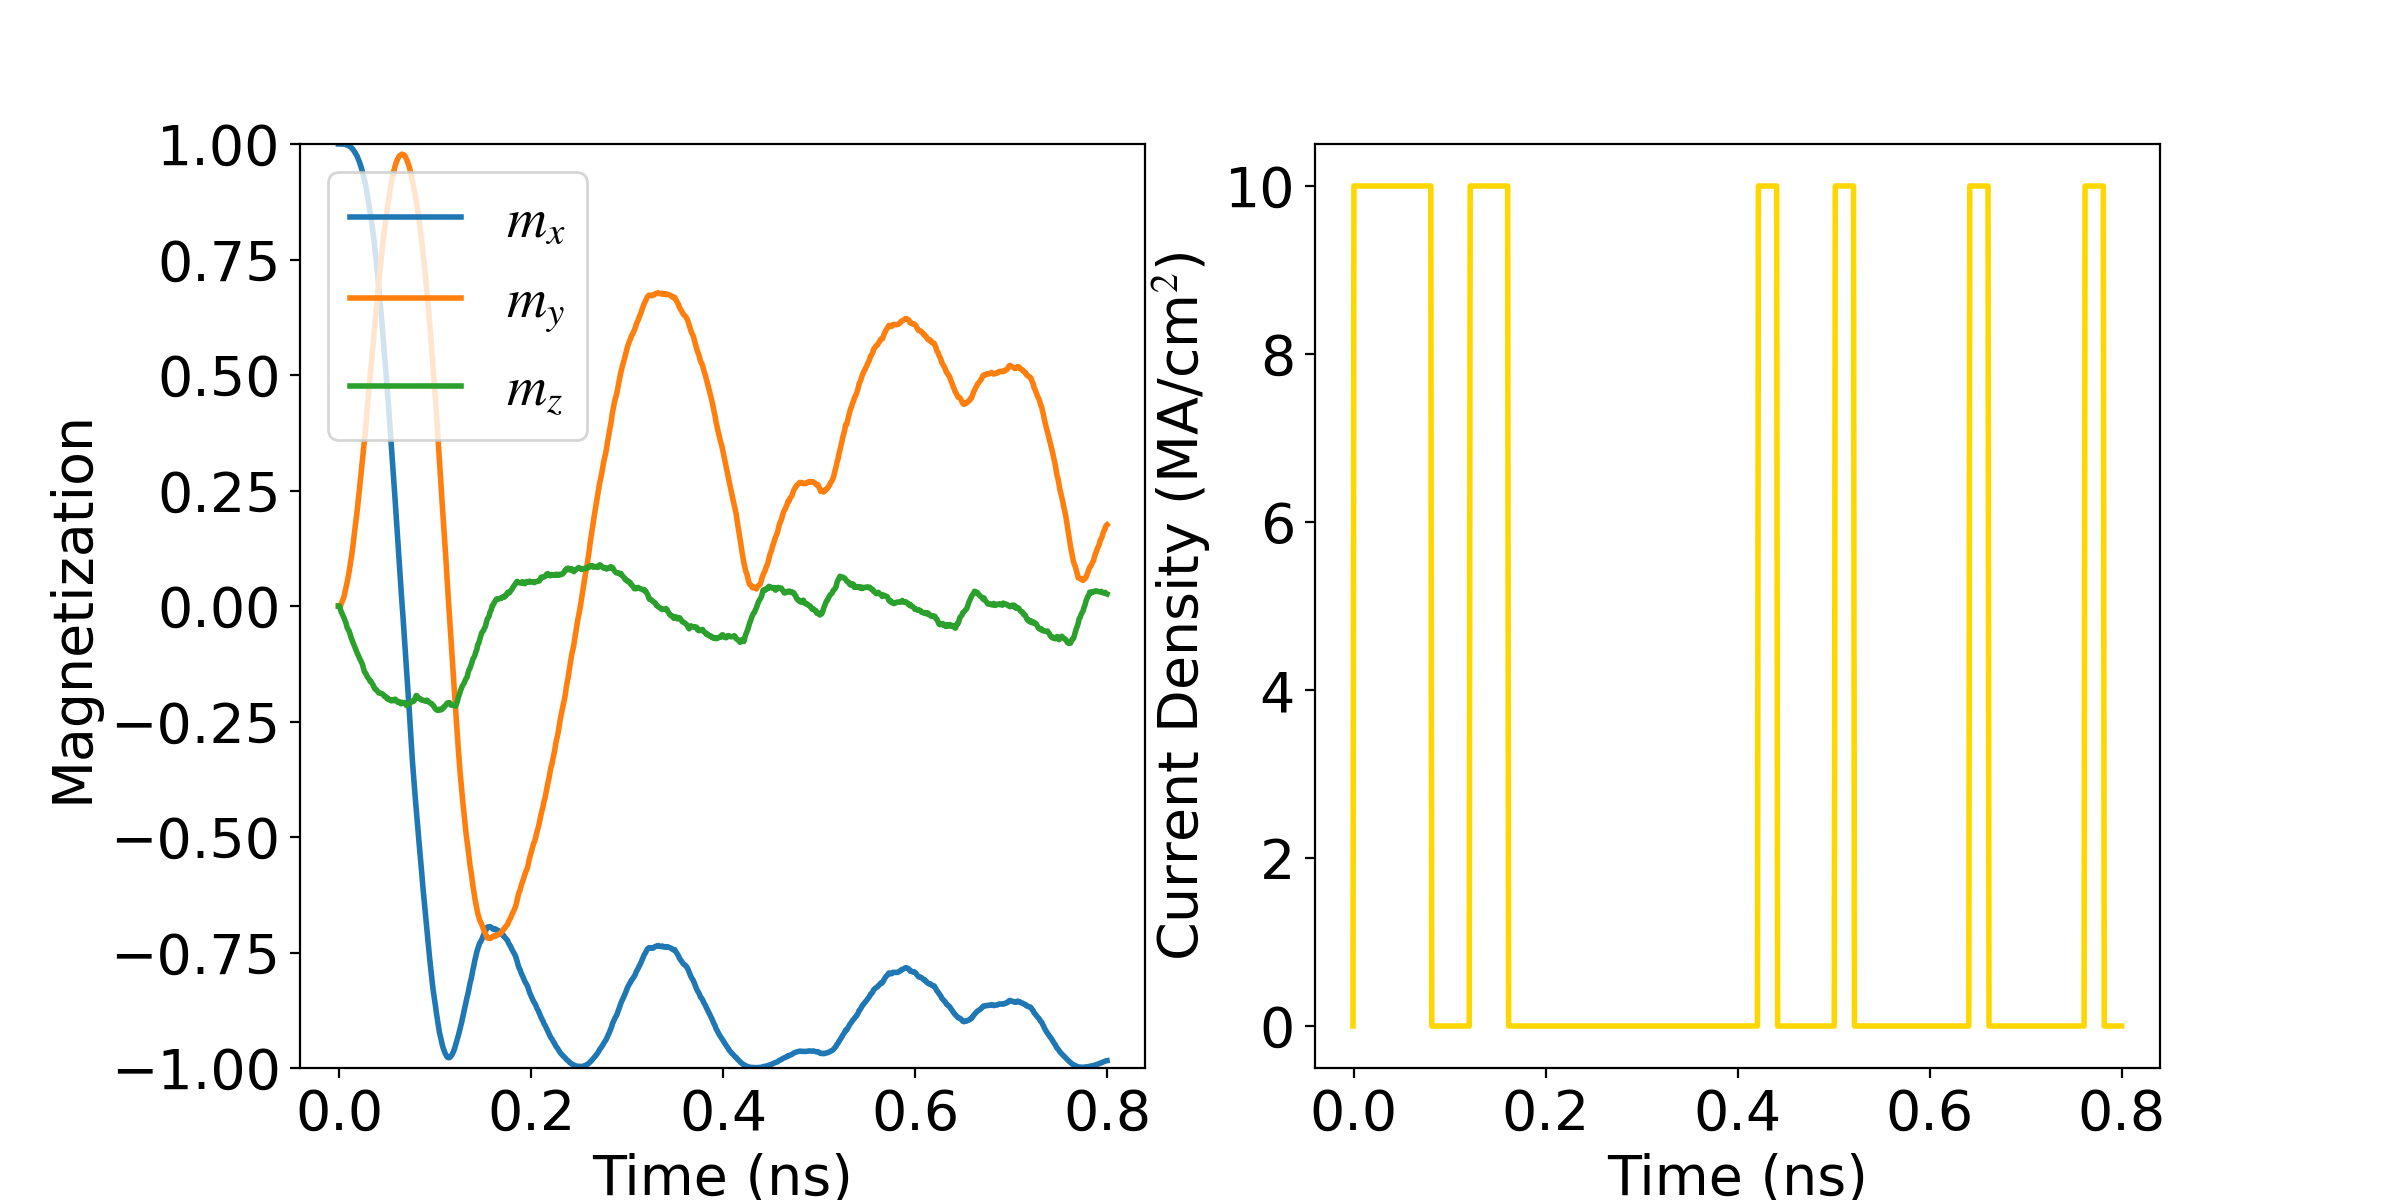 1.00
0.75
0.50
0.25
0.00
−0.25
−0.50
−0.75
−1.00
Magnetization
m_x
m_y
m_z
0.0 0.2 0.4 0.6 0.8
Time (ns)
10
8
6
4
2
0
Current Density (MA/cm²)
0.0 0.2 0.4 0.6 0.8
Time (ns)